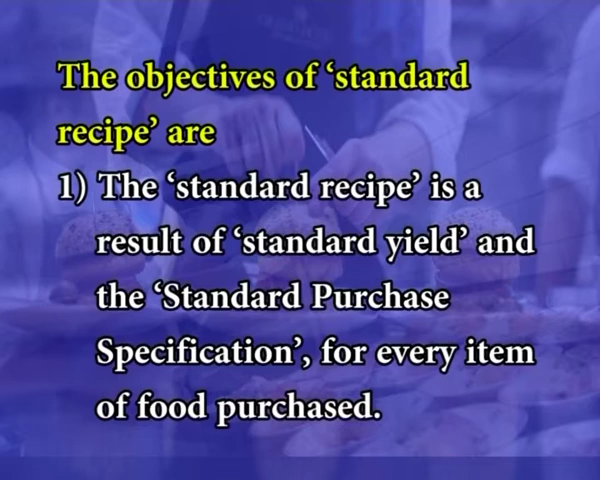 The objectives of ‘standard
recipe’ are
1) The ‘standard recipe’ is a
result of ‘standard yield’ and
the ‘Standard Purchase
Specification’, for every item
of food purchased.